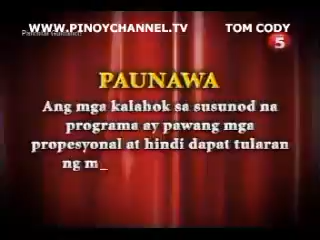 WWW.PINOYCHANNEL.TV TOM CODY
5
PAUNAWA
Ang mga kalahok sa susunod na
programa ay pawang mga
propesyonal at hindi dapat tularan
ng m_